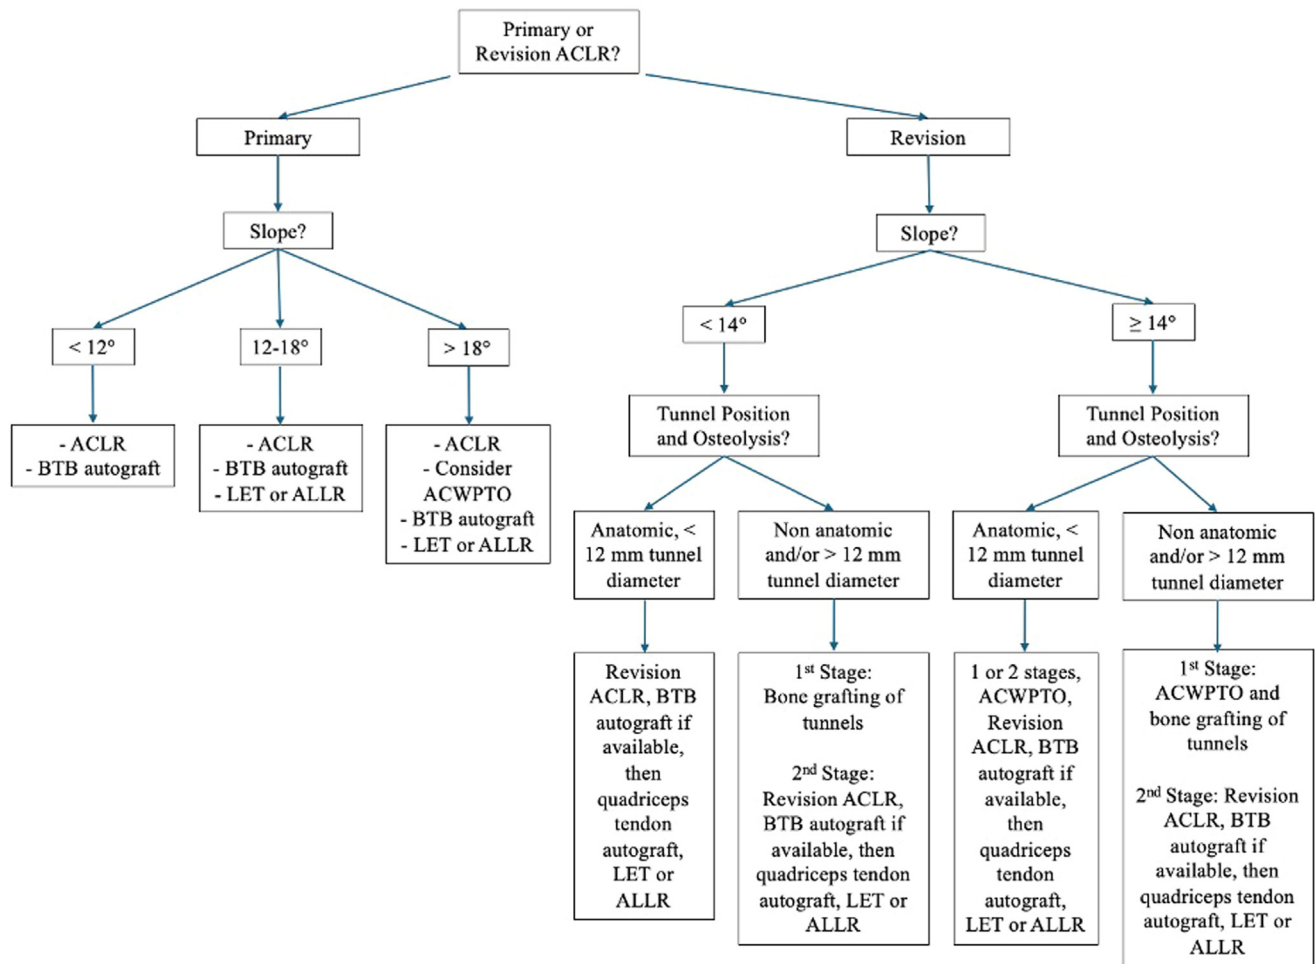 Primary or
Revision ACLR?
Primary
Revision
Slope?
Slope?
< 12°
12-18°
> 18°
< 14°
≥ 14°
- ACLR
- BTB autograft
- ACLR
- BTB autograft
- LET or ALLR
- ACLR
- Consider
ACWPTO
- BTB autograft
- LET or ALLR
Tunnel Position
and Osteolysis?
Tunnel Position
and Osteolysis?
Anatomic, <
12 mm tunnel
diameter
Non anatomic
and/or > 12 mm
tunnel diameter
Anatomic, <
12 mm tunnel
diameter
Non anatomic
and/or > 12 mm
tunnel diameter
Revision
ACLR, BTB
autograft if
available,
then
quadriceps
tendon
autograft,
LET or
ALLR
1st Stage:
Bone grafting of
tunnels
2nd Stage:
Revision ACLR,
BTB autograft if
available, then
quadriceps tendon
autograft, LET or
ALLR
1 or 2 stages,
ACWPTO,
Revision
ACLR, BTB
autograft if
available,
then
quadriceps
tendon
autograft,
LET or ALLR
1st Stage:
ACWPTO and
bone grafting of
tunnels
2nd Stage: Revision
ACLR, BTB
autograft if
available, then
quadriceps tendon
autograft, LET or
ALLR